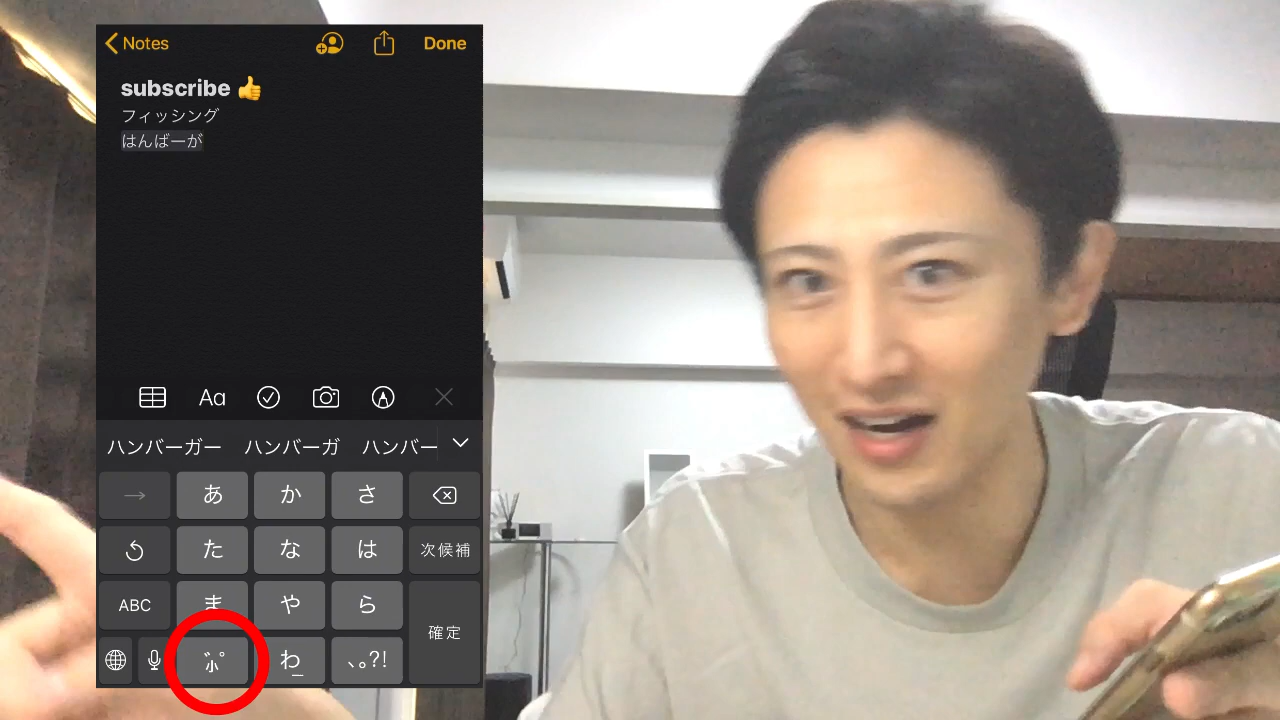 Notes Done
subscribe 👍
フィッシング
はんばーが
Aa
ハンバーガー ハンバーガ ハンバー
→ あ か さ
た な は 次候補
ABC ま や ら 確定
゛小゜ わ_ 、。?!